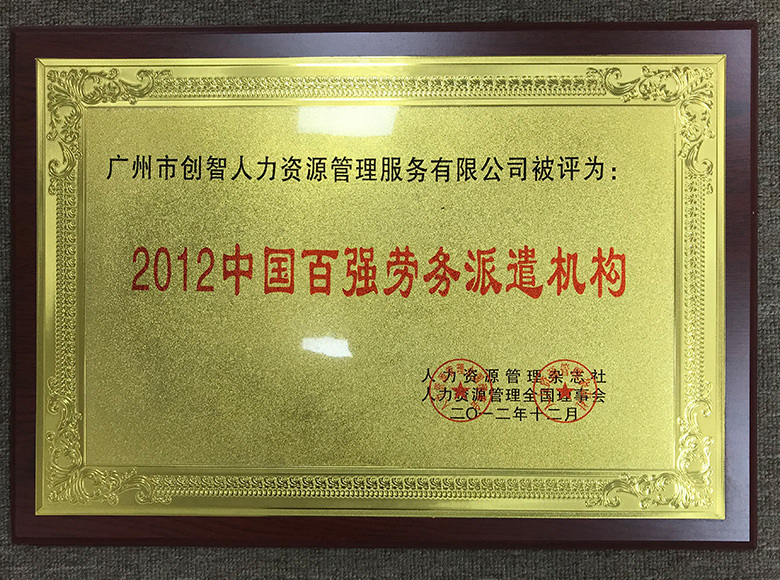 广州市创智人力资源管理服务有限公司被评为：
2012中国百强劳务派遣机构
人力资源管理杂志社
人力资源管理全国理事会
二〇一二年十二月